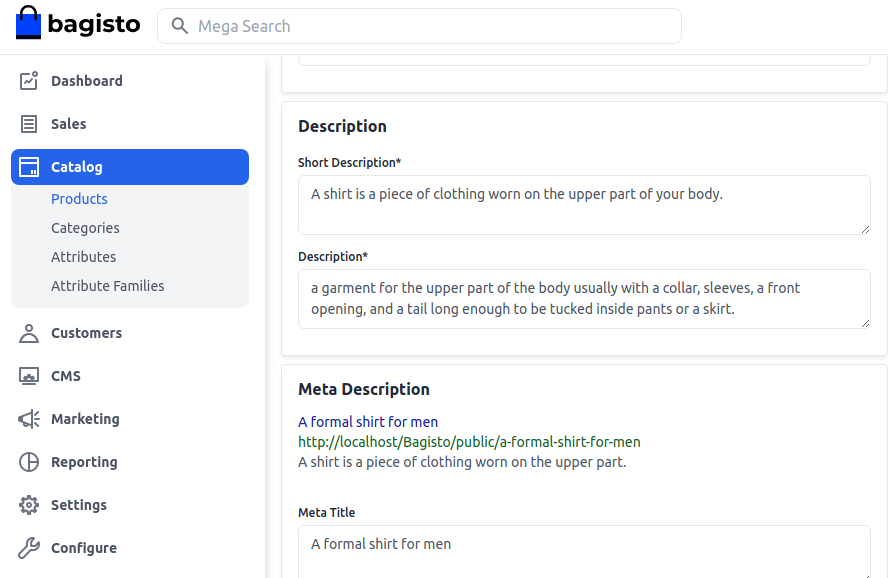 bagisto
Mega Search
Dashboard
Sales
Catalog
Products
Categories
Attributes
Attribute Families
Customers
CMS
Marketing
Reporting
Settings
Configure
Description
Short Description*
A shirt is a piece of clothing worn on the upper part of your body.
Description*
a garment for the upper part of the body usually with a collar, sleeves, a front
opening, and a tail long enough to be tucked inside pants or a skirt.
Meta Description
A formal shirt for men
http://localhost/Bagisto/public/a-formal-shirt-for-men
A shirt is a piece of clothing worn on the upper part.
Meta Title
A formal shirt for men